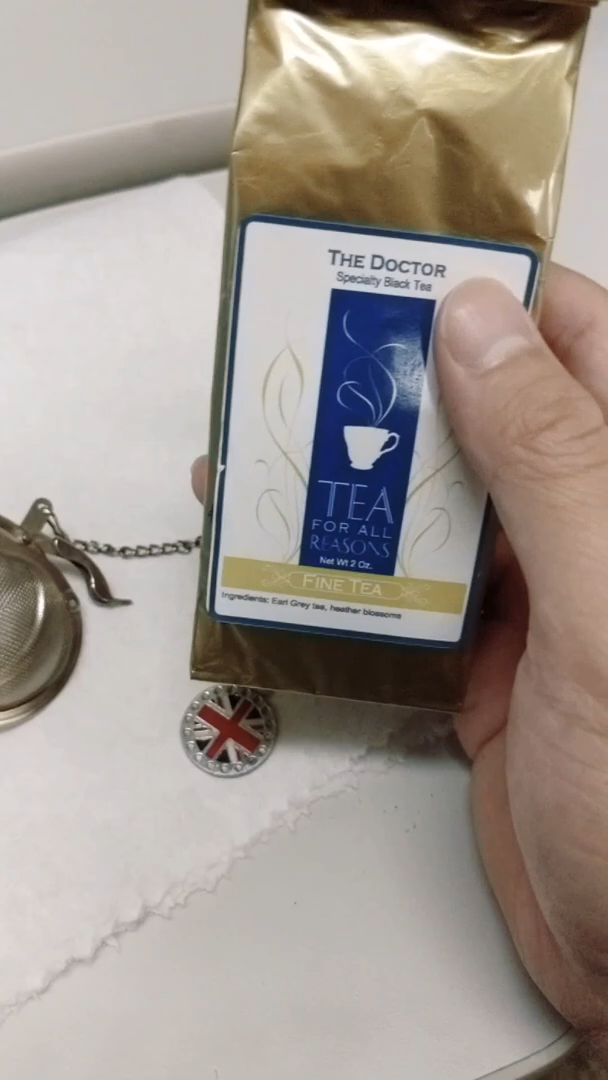 THE DOCTOR
Specialty Black Tea
TEA
FOR ALL
REASONS
Net Wt 2 Oz.
FINE TEA
Ingredients: Earl Grey tea, heather blossoms